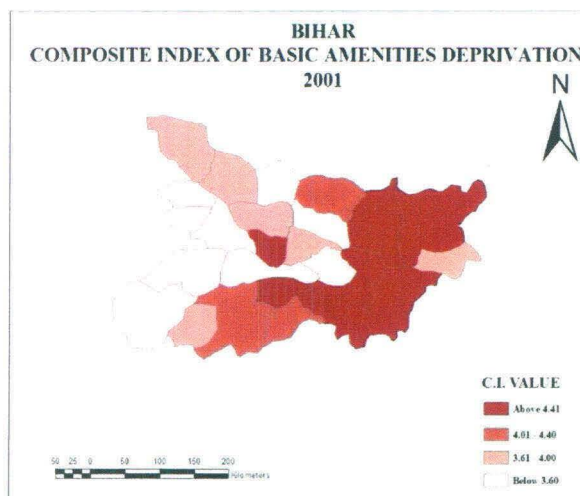 BIHAR
COMPOSITE INDEX OF BASIC AMENITIES DEPRIVATION
2001
N
C.I. VALUE
Above 4.41
4.01 - 4.40
3.61 - 4.00
Below 3.60
50 25 0 50 100 150 200
Kilometers